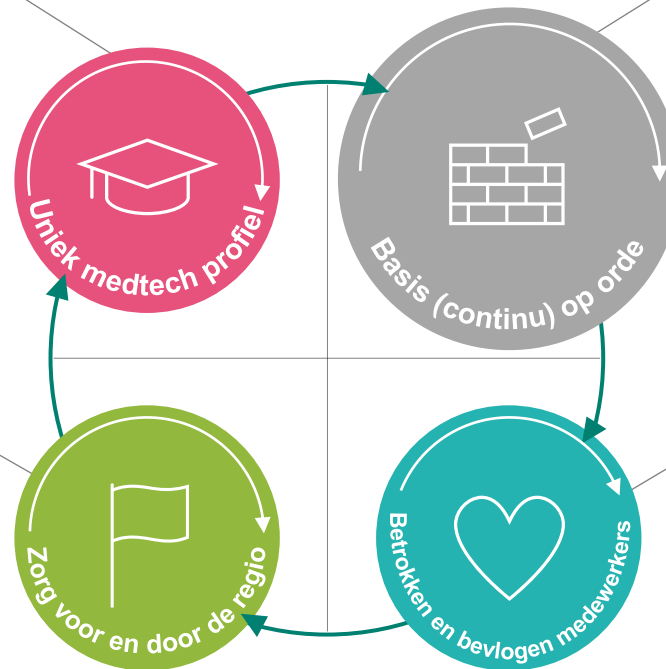 Uniek medtech profiel
Basis (continu) op orde
Zorg voor en door de regio
Betrokken en bevlogen medewerkers